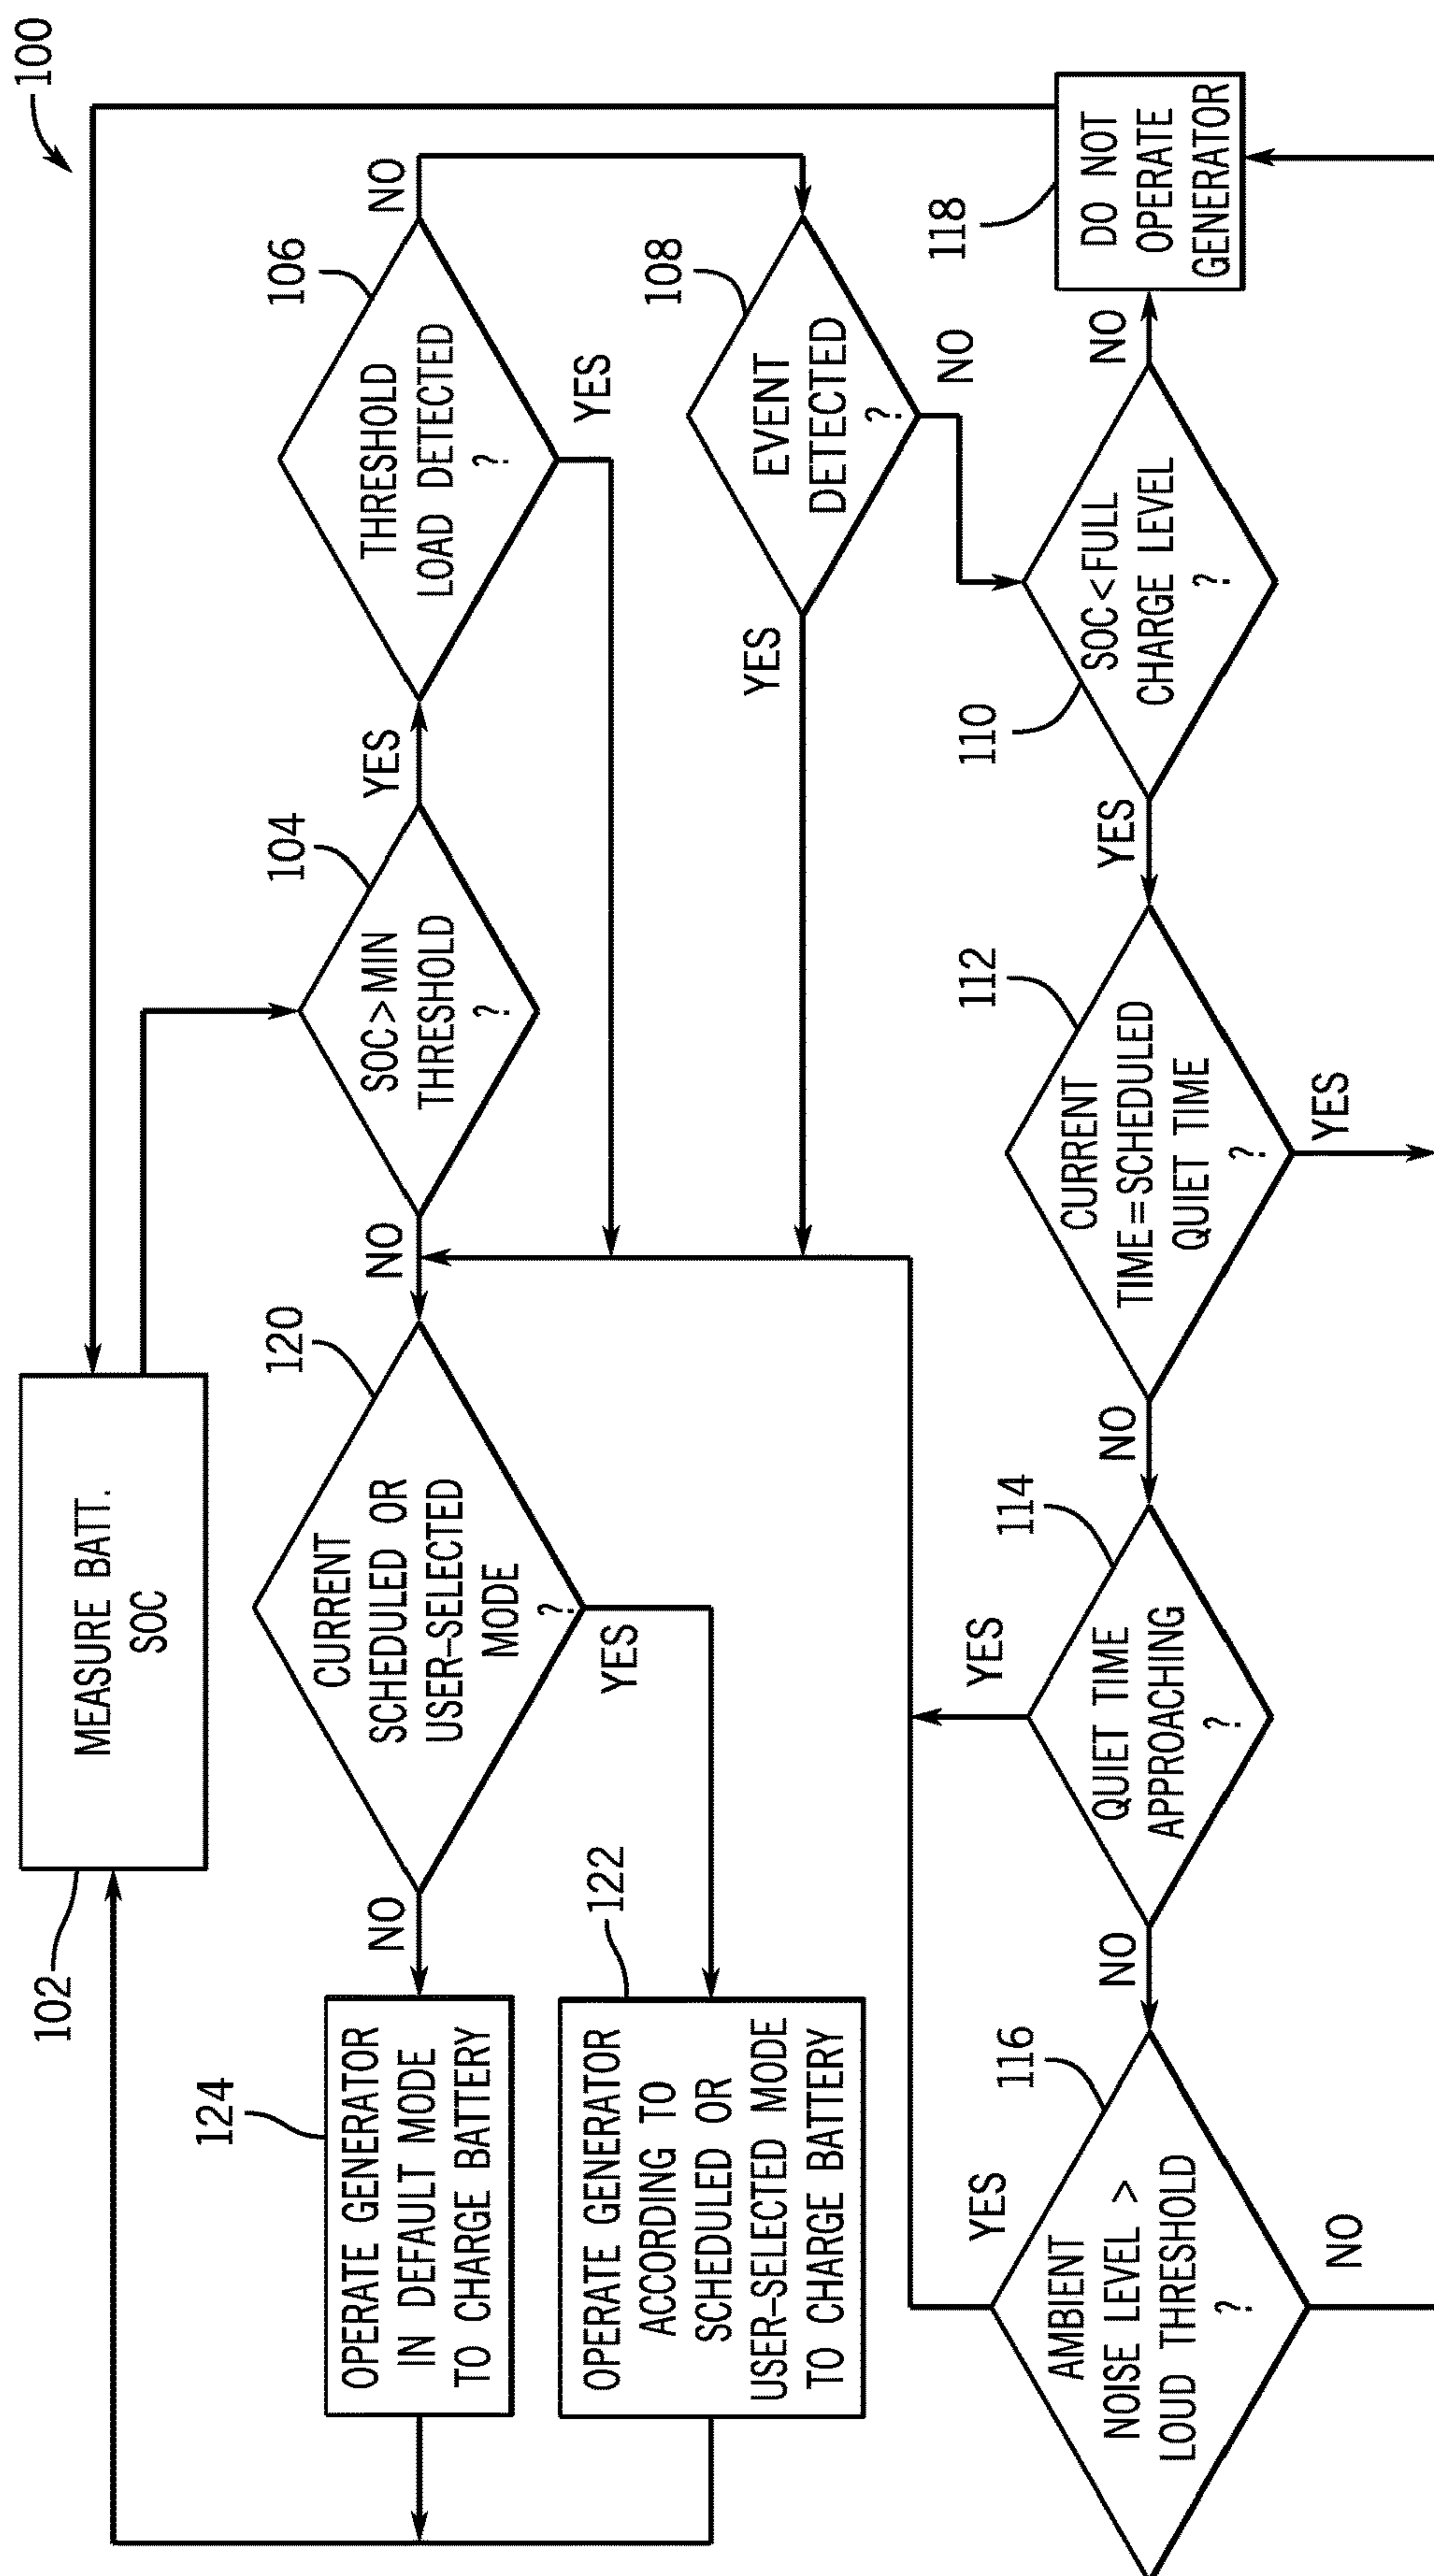 100
102
MEASURE BATT.
SOC
104
SOC>MIN
THRESHOLD
?
YES
NO
106
THRESHOLD
LOAD DETECTED
?
NO
YES
108
EVENT
DETECTED
?
YES
NO
110
SOC<FULL
CHARGE LEVEL
?
NO
YES
118
DO NOT
OPERATE
GENERATOR
112
CURRENT
TIME=SCHEDULED
QUIET TIME
?
YES
NO
114
QUIET TIME
APPROACHING
?
YES
NO
116
AMBIENT
NOISE LEVEL >
LOUD THRESHOLD
?
YES
NO
120
CURRENT
SCHEDULED OR
USER-SELECTED
MODE
?
NO
YES
124
OPERATE GENERATOR
IN DEFAULT MODE
TO CHARGE BATTERY
122
OPERATE GENERATOR
ACCORDING TO
SCHEDULED OR
USER-SELECTED MODE
TO CHARGE BATTERY